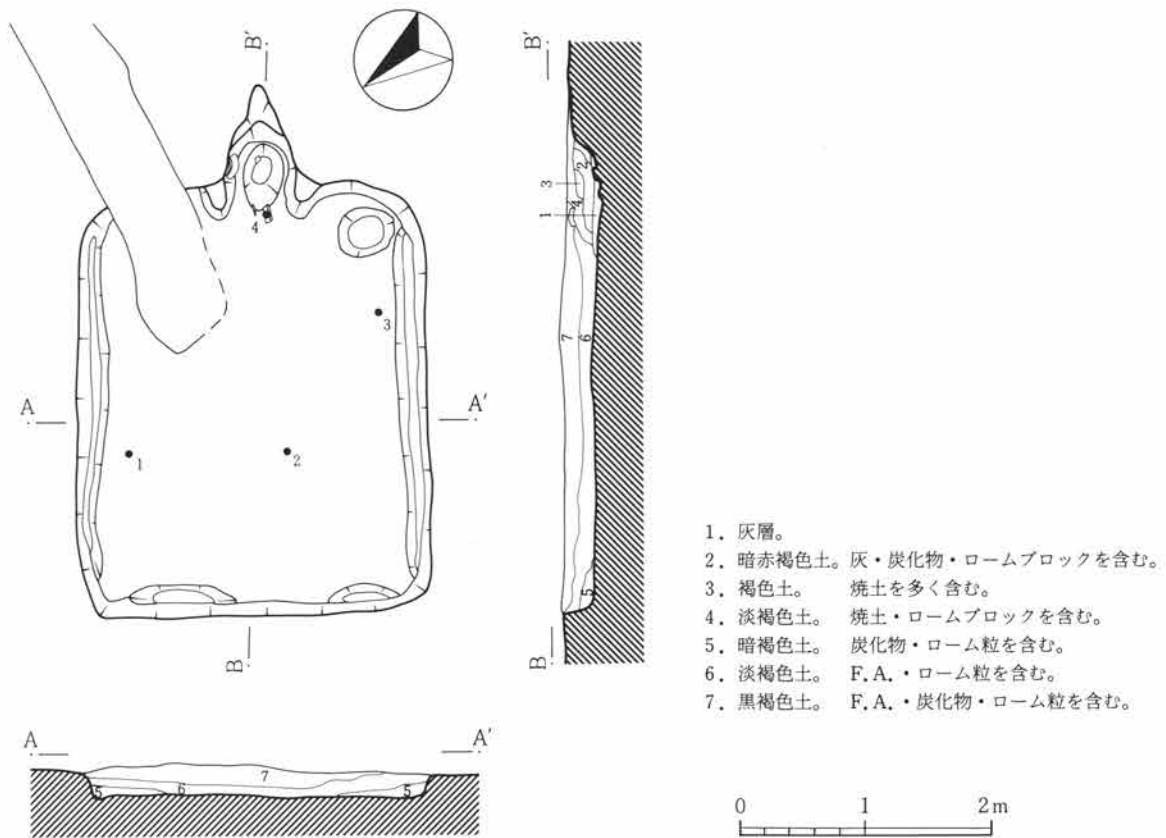 B'
B'
4
3
A
A'
1
2
B
2
3
4
1
7
6
5
B
A
A'
7
5
6
5
1. 灰層。
2. 暗赤褐色土。 灰・炭化物・ロームブロックを含む。
3. 褐色土。 焼土を多く含む。
4. 淡褐色土。 焼土・ロームブロックを含む。
5. 暗褐色土。 炭化物・ローム粒を含む。
6. 淡褐色土。 F.A.・ローム粒を含む。
7. 黒褐色土。 F.A.・炭化物・ローム粒を含む。
0 1 2m